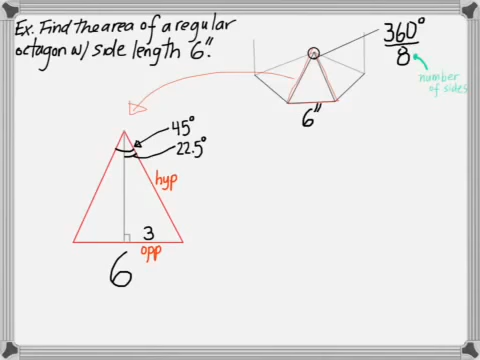 Ex. Find the area of a regular
octagon w/ side length 6".
360°
8
number
of sides
6"
45°
22.5°
hyp
3
opp
6